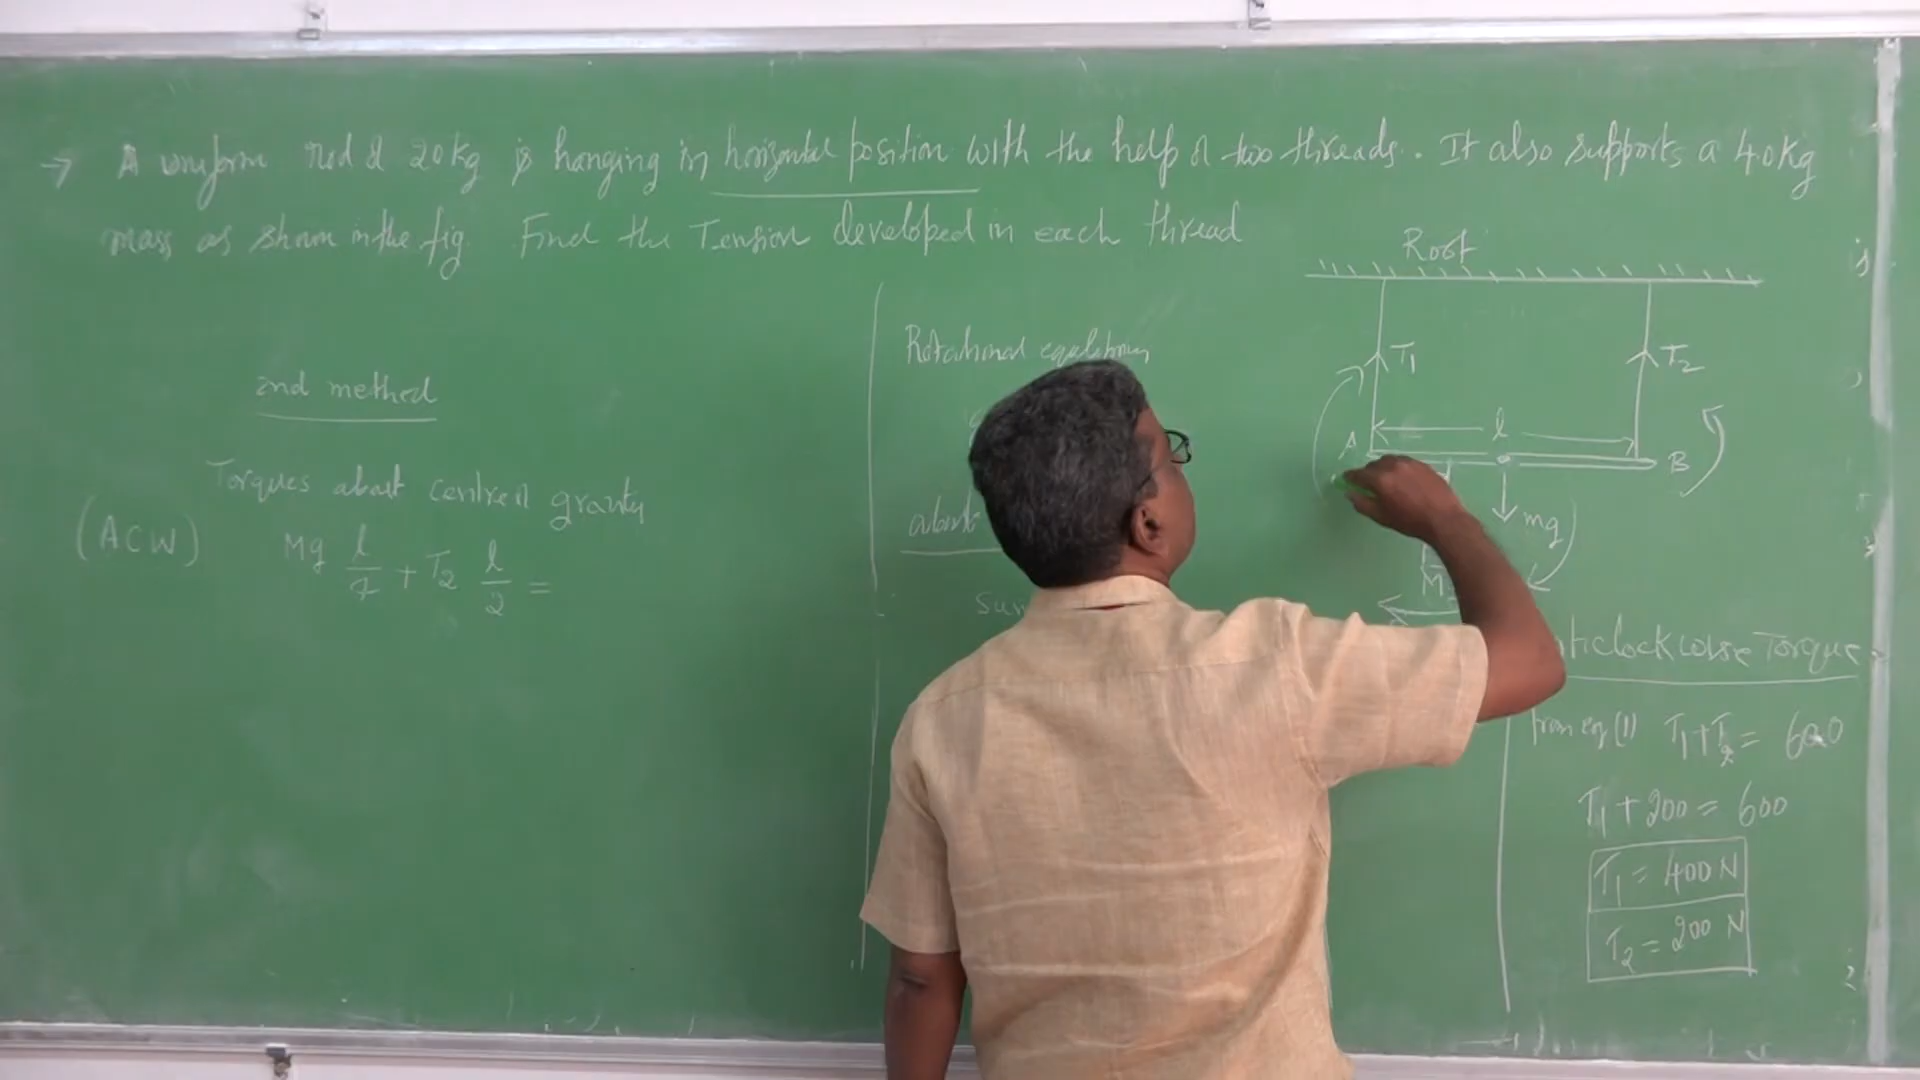 → A uniform rod of 20kg is hanging in horizontal position with the help of two threads. It also supports a 40kg
mass as shown in the fig. Find the Tension developed in each thread
2nd method
Torques about centre of gravity
(ACW) Mg l/4 + T2 l/2 =
Rotational
about
Roof
T1 T2
l
A B
mg
M
nticlockwise Torque
from eq (1) T1+T2 = 600
T1 + 200 = 600
T1 = 400 N
T2 = 200 N